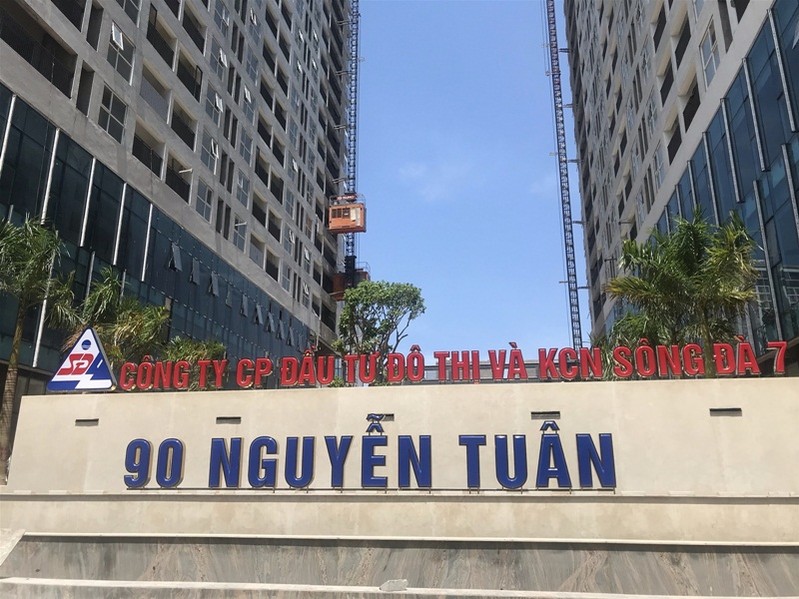 CÔNG TY CP ĐẦU TƯ ĐÔ THỊ VÀ KCN SÔNG ĐÀ 7
90 NGUYỄN TUÂN